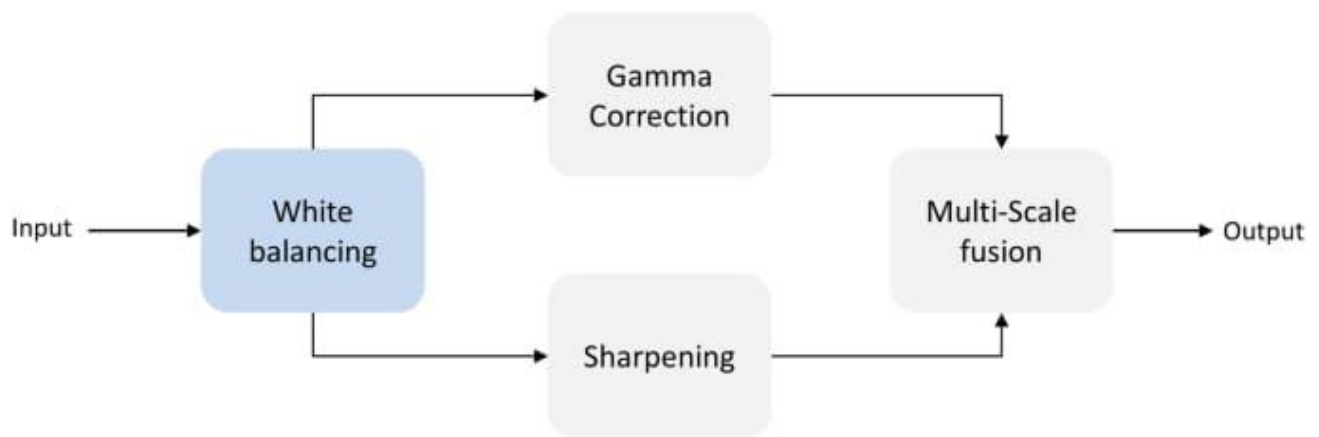 Input
White
balancing
Gamma
Correction
Sharpening
Multi-Scale
fusion
Output